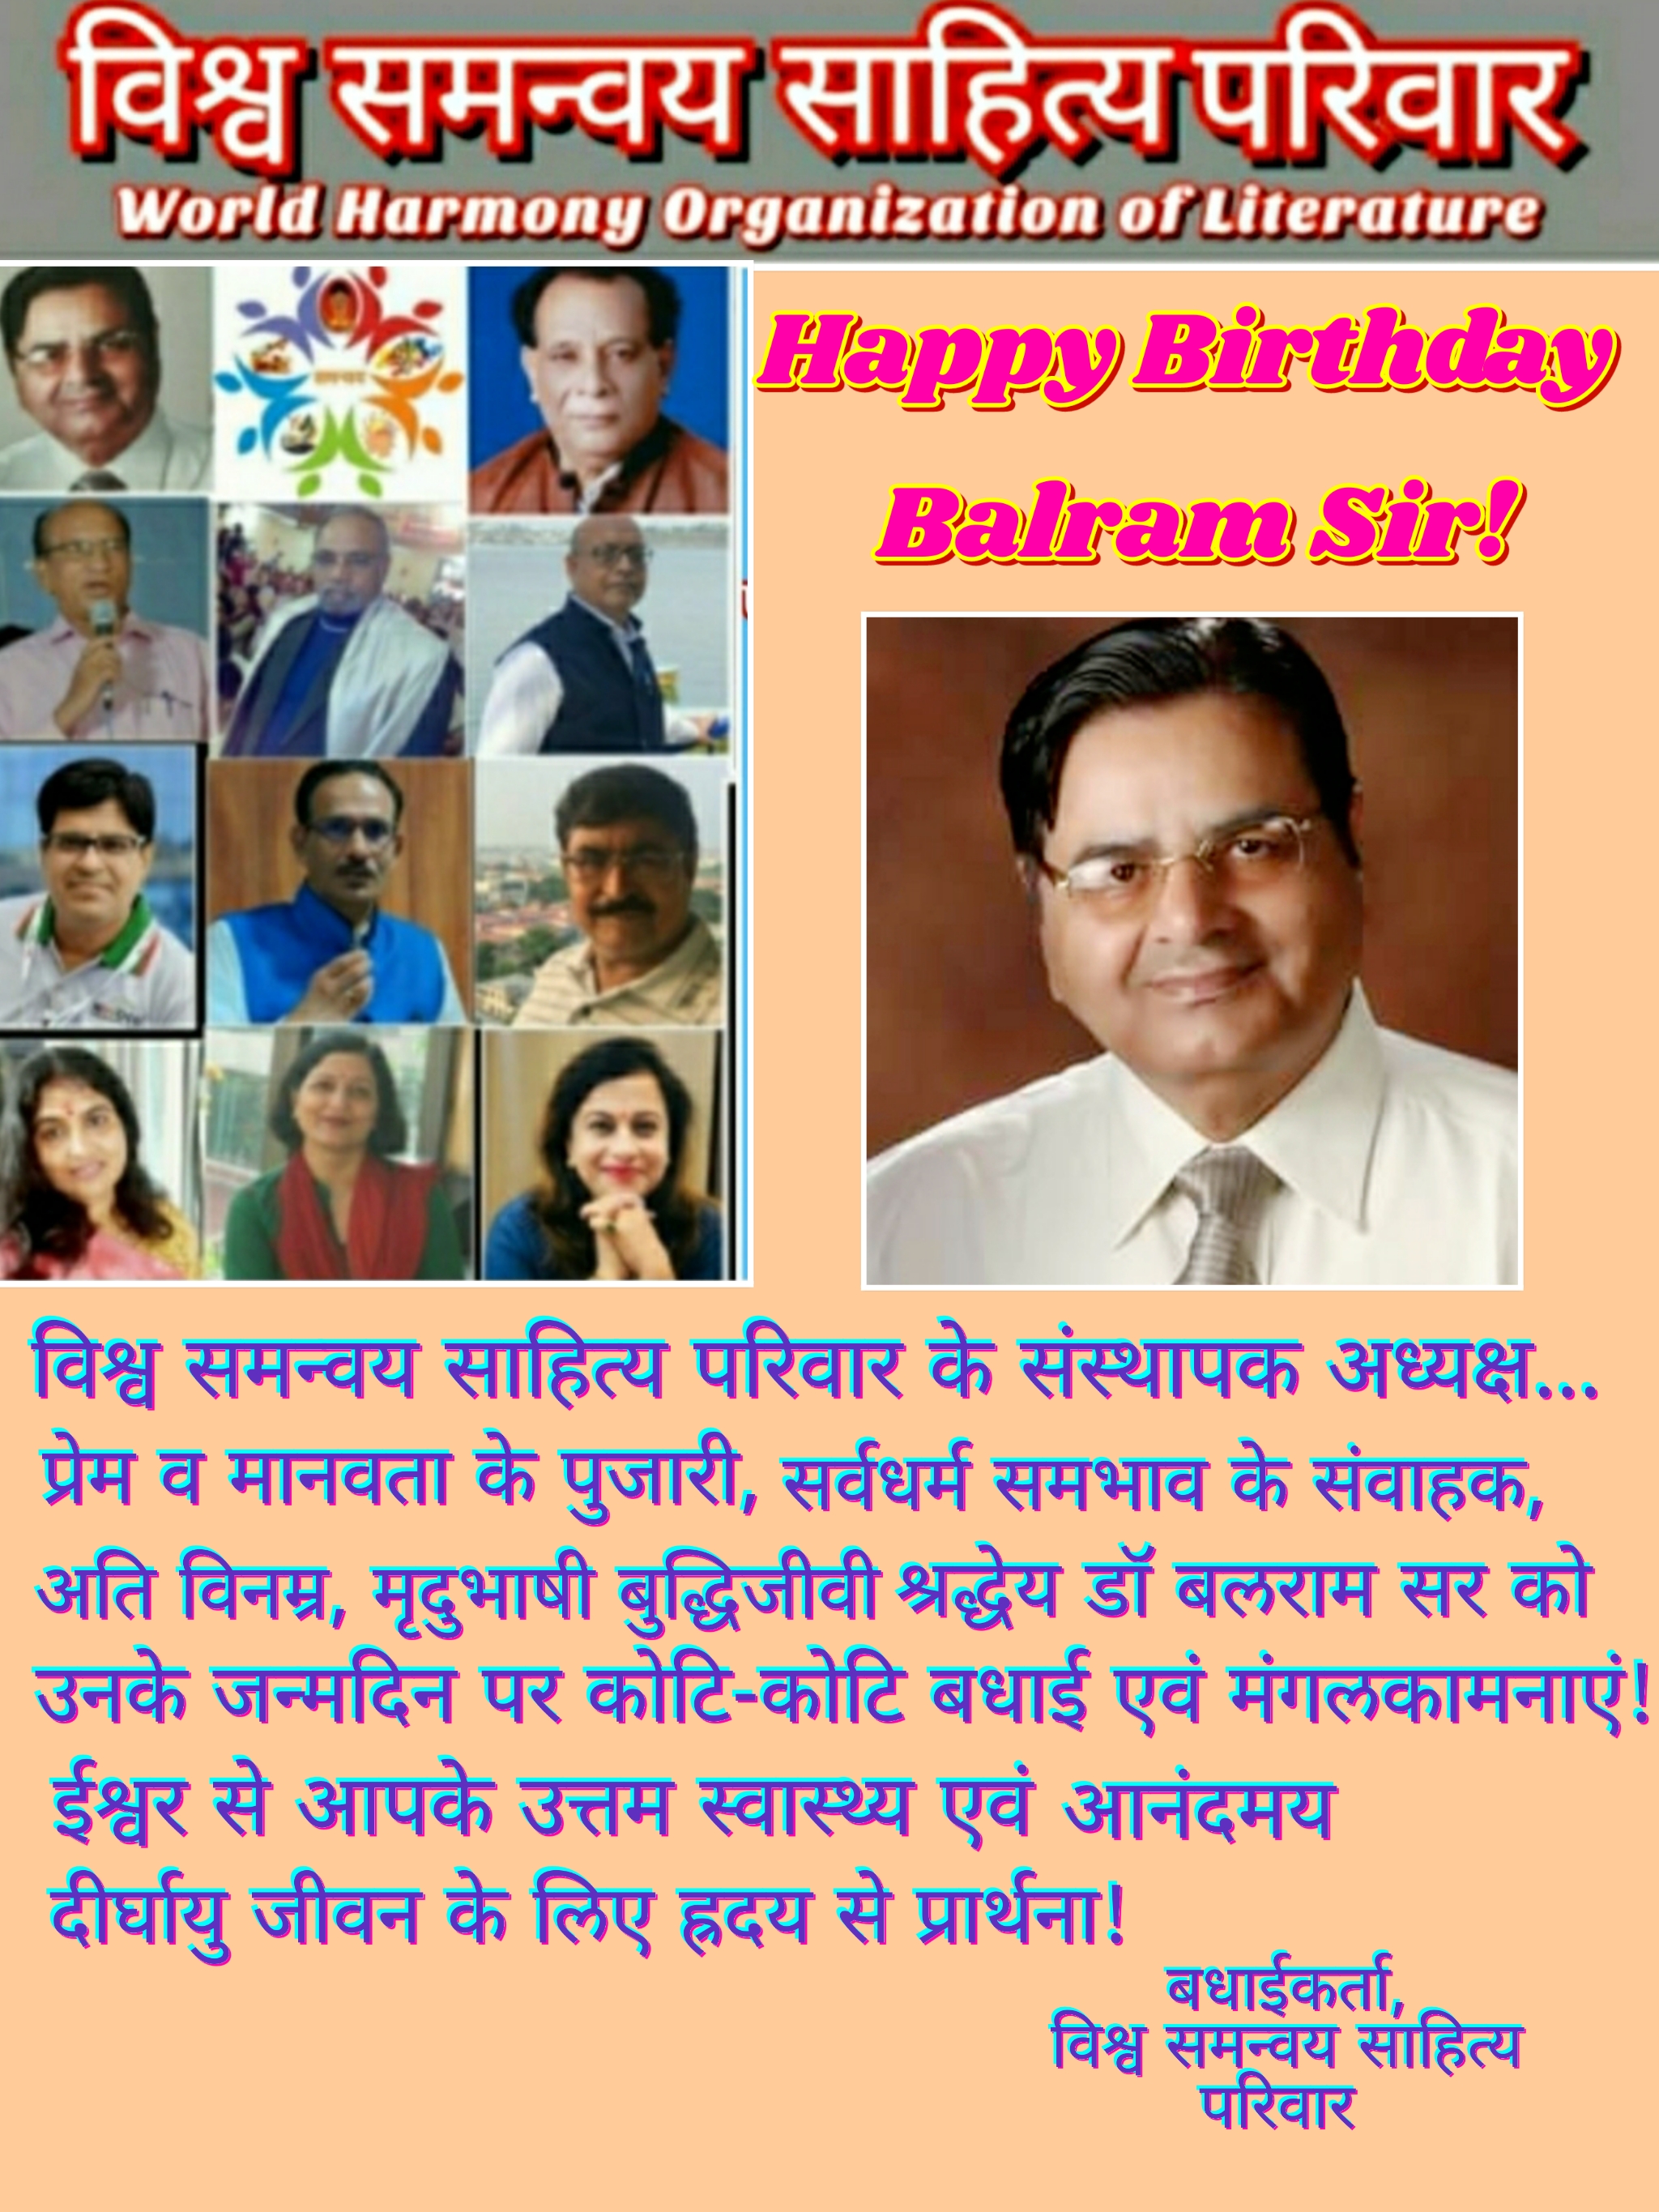 विश्व समन्वय साहित्य परिवार
World Harmony Organization of Literature
Happy Birthday
Balram Sir!
विश्व समन्वय साहित्य परिवार के संस्थापक अध्यक्ष...
प्रेम व मानवता के पुजारी, सर्वधर्म समभाव के संवाहक,
अति विनम्र, मृदुभाषी बुद्धिजीवी श्रद्धेय डॉ बलराम सर को
उनके जन्मदिन पर कोटि-कोटि बधाई एवं मंगलकामनाएं!
ईश्वर से आपके उत्तम स्वास्थ्य एवं आनंदमय
दीर्घायु जीवन के लिए ह्रदय से प्रार्थना!
बधाईकर्ता,
विश्व समन्वय साहित्य
परिवार